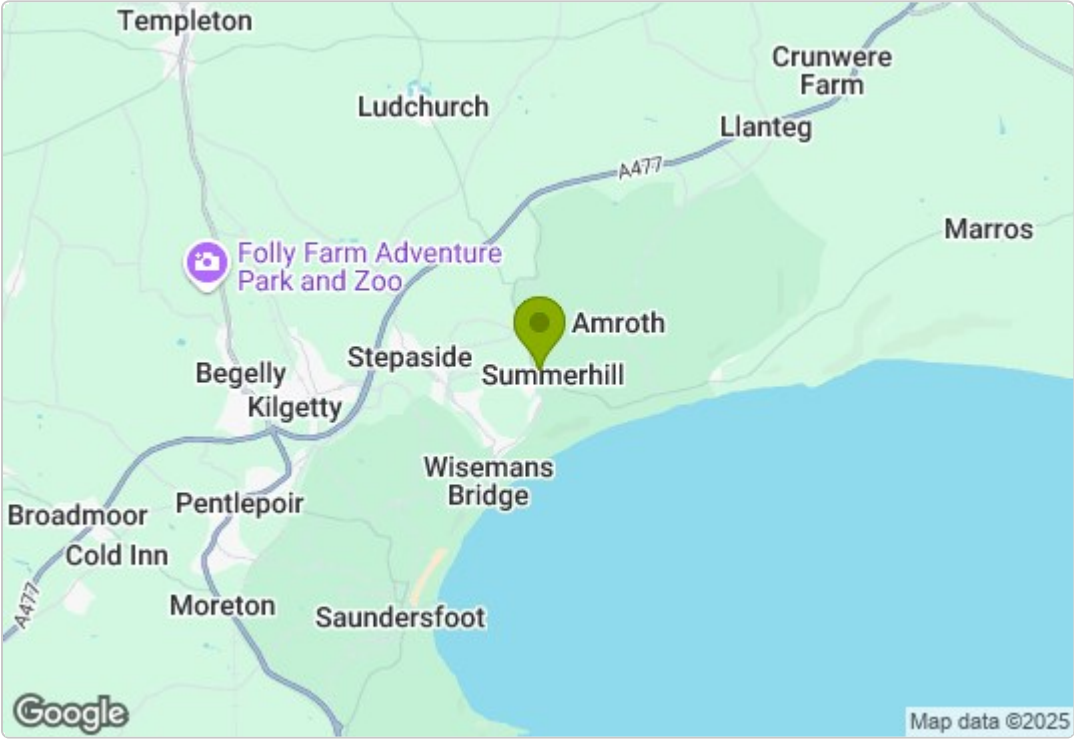 Templeton
Crunwere
Farm
Ludchurch
Llanteg
A477
Marros
Folly Farm Adventure
Park and Zoo
Amroth
Stepaside
Begelly
Summerhill
Kilgetty
Wisemans
Bridge
Pentlepoir
Broadmoor
Cold Inn
A477
Moreton
Saundersfoot
Google
Map data ©2025